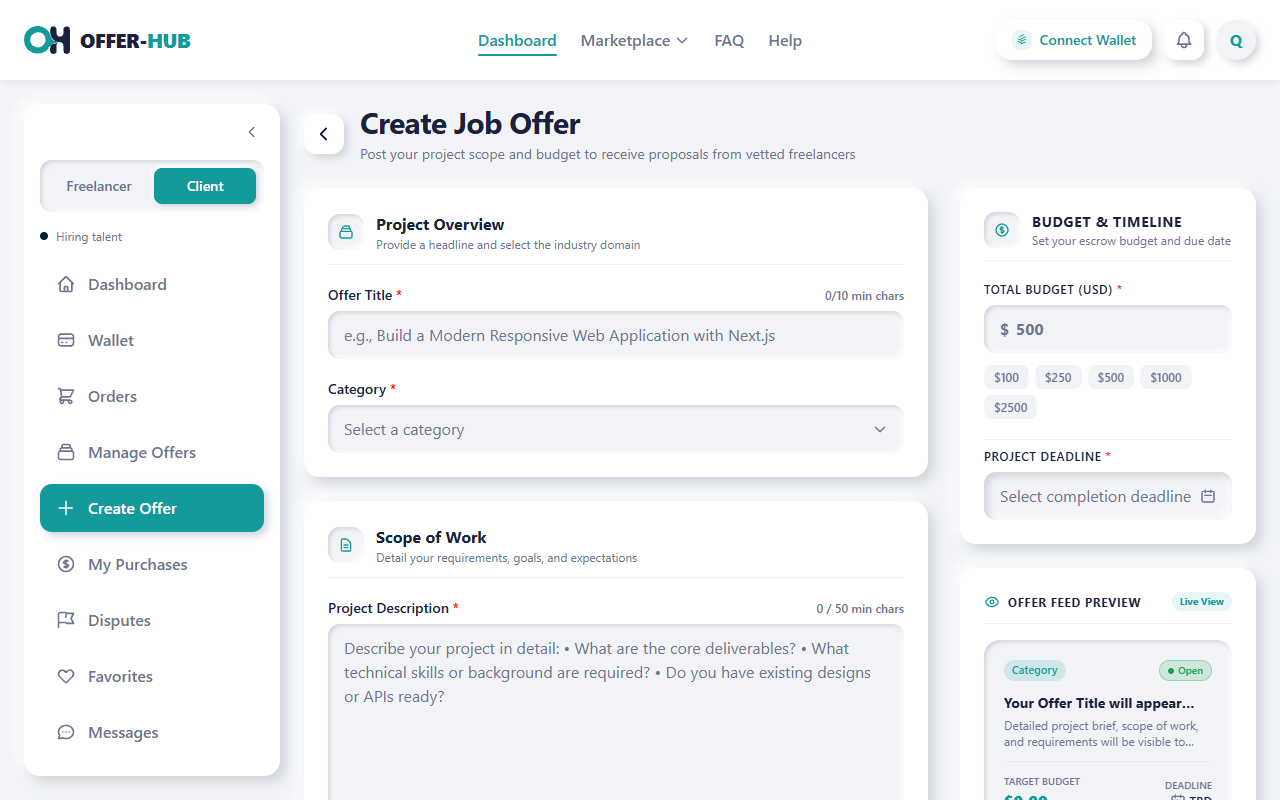 OFFER-HUB
Dashboard
Marketplace
FAQ
Help
Connect Wallet
Q
Freelancer
Client
Hiring talent
Dashboard
Wallet
Orders
Manage Offers
Create Offer
My Purchases
Disputes
Favorites
Messages
Create Job Offer
Post your project scope and budget to receive proposals from vetted freelancers
Project Overview
Provide a headline and select the industry domain
Offer Title *
0/10 min chars
e.g., Build a Modern Responsive Web Application with Next.js
Category *
Select a category
Scope of Work
Detail your requirements, goals, and expectations
Project Description *
0 / 50 min chars
Describe your project in detail: • What are the core deliverables? • What
technical skills or background are required? • Do you have existing designs
or APIs ready?
BUDGET & TIMELINE
Set your escrow budget and due date
TOTAL BUDGET (USD) *
$ 500
$100
$250
$500
$1000
$2500
PROJECT DEADLINE *
Select completion deadline
OFFER FEED PREVIEW
Live View
Category
Open
Your Offer Title will appear...
Detailed project brief, scope of work,
and requirements will be visible to...
TARGET BUDGET
DEADLINE
$0.00
TBD